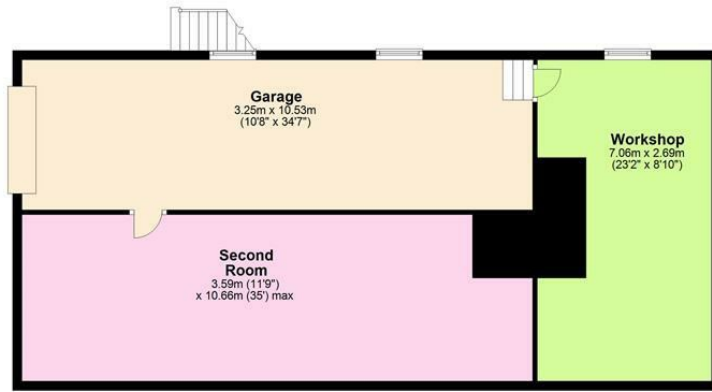 Garage
3.25m x 10.53m
(10'8" x 34'7")
Workshop
7.06m x 2.69m
(23'2" x 8'10")
Second
Room
3.59m (11'9")
x 10.66m (35') max